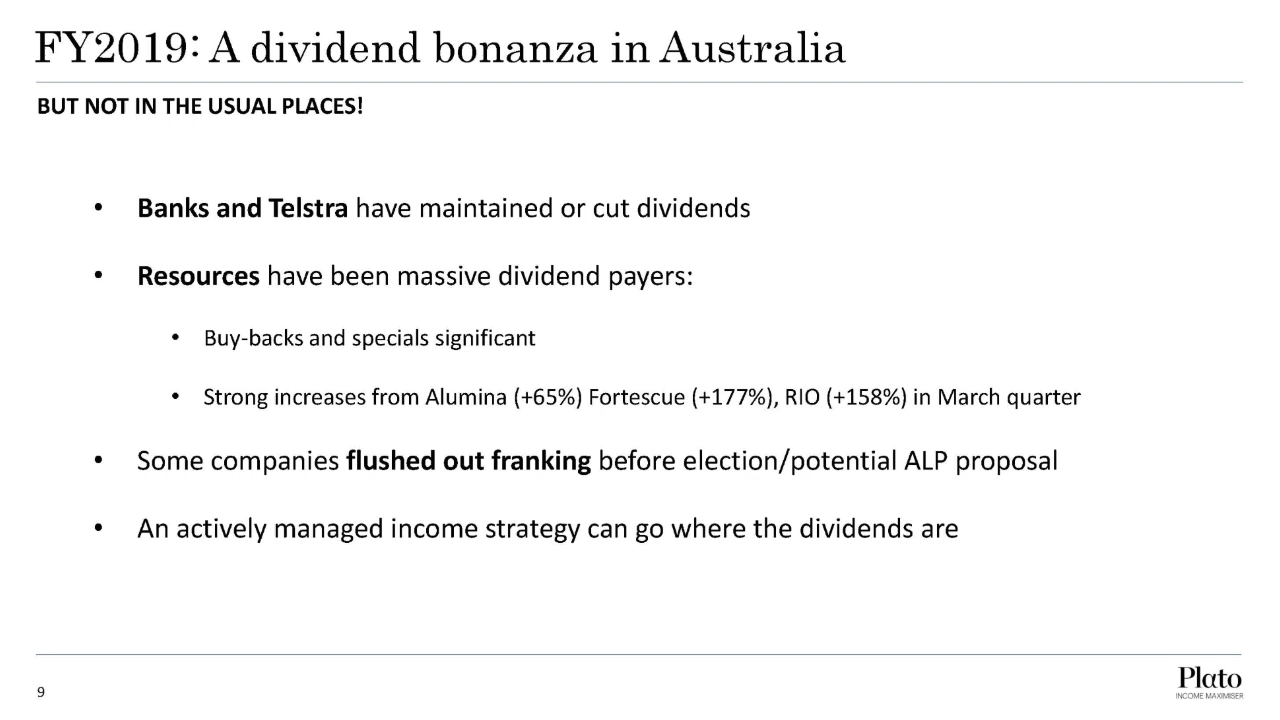 FY2019: A dividend bonanza in Australia
BUT NOT IN THE USUAL PLACES!
• Banks and Telstra have maintained or cut dividends
• Resources have been massive dividend payers:
• Buy-backs and specials significant
• Strong increases from Alumina (+65%) Fortescue (+177%), RIO (+158%) in March quarter
• Some companies flushed out franking before election/potential ALP proposal
• An actively managed income strategy can go where the dividends are
9
Plato
INCOME MAXIMISER